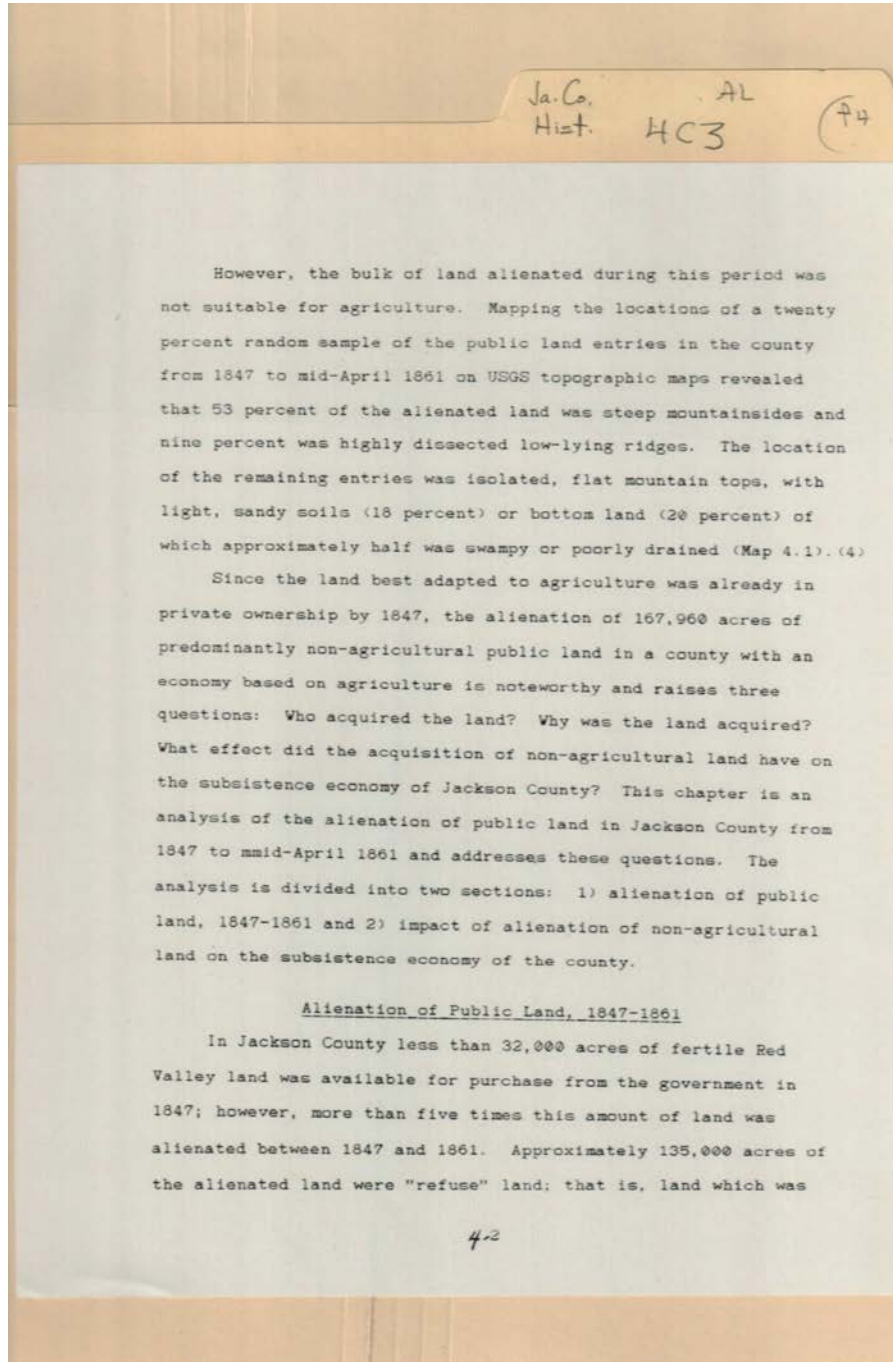 Ja. Co. AL
Hist. 4C3 P4
However, the bulk of land alienated during this period was
not suitable for agriculture. Mapping the locations of a twenty
percent random sample of the public land entries in the county
from 1847 to mid-April 1861 on USGS topographic maps revealed
that 53 percent of the alienated land was steep mountainsides and
nine percent was highly dissected low-lying ridges. The location
of the remaining entries was isolated, flat mountain tops, with
light, sandy soils (18 percent) or bottom land (20 percent) of
which approximately half was swampy or poorly drained (Map 4.1).(4)
Since the land best adapted to agriculture was already in
private ownership by 1847, the alienation of 167,960 acres of
predominantly non-agricultural public land in a county with an
economy based on agriculture is noteworthy and raises three
questions: Who acquired the land? Why was the land acquired?
What effect did the acquisition of non-agricultural land have on
the subsistence economy of Jackson County? This chapter is an
analysis of the alienation of public land in Jackson County from
1847 to mmid-April 1861 and addresses these questions. The
analysis is divided into two sections: 1) alienation of public
land, 1847-1861 and 2) impact of alienation of non-agricultural
land on the subsistence economy of the county.
Alienation of Public Land, 1847-1861
In Jackson County less than 32,000 acres of fertile Red
Valley land was available for purchase from the government in
1847; however, more than five times this amount of land was
alienated between 1847 and 1861. Approximately 135,000 acres of
the alienated land were "refuse" land; that is, land which was
4-2